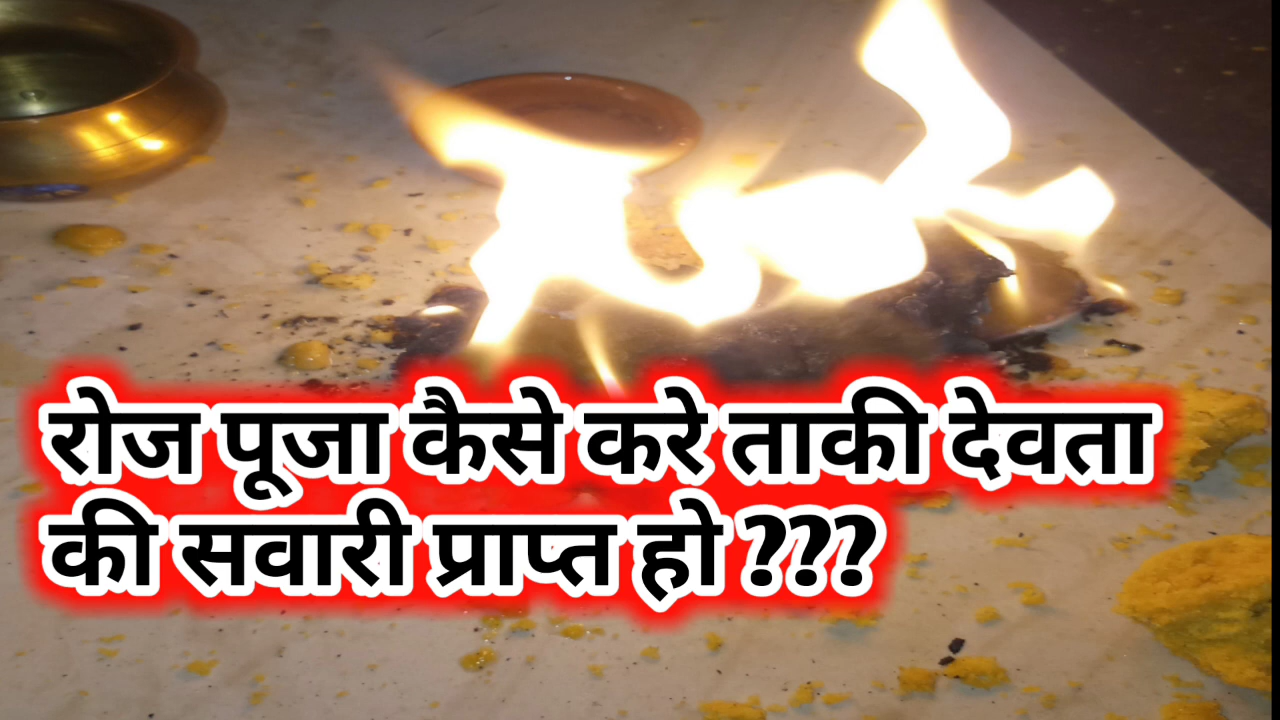 रोज पूजा कैसे करे ताकी देवता
की सवारी प्राप्त हो ???